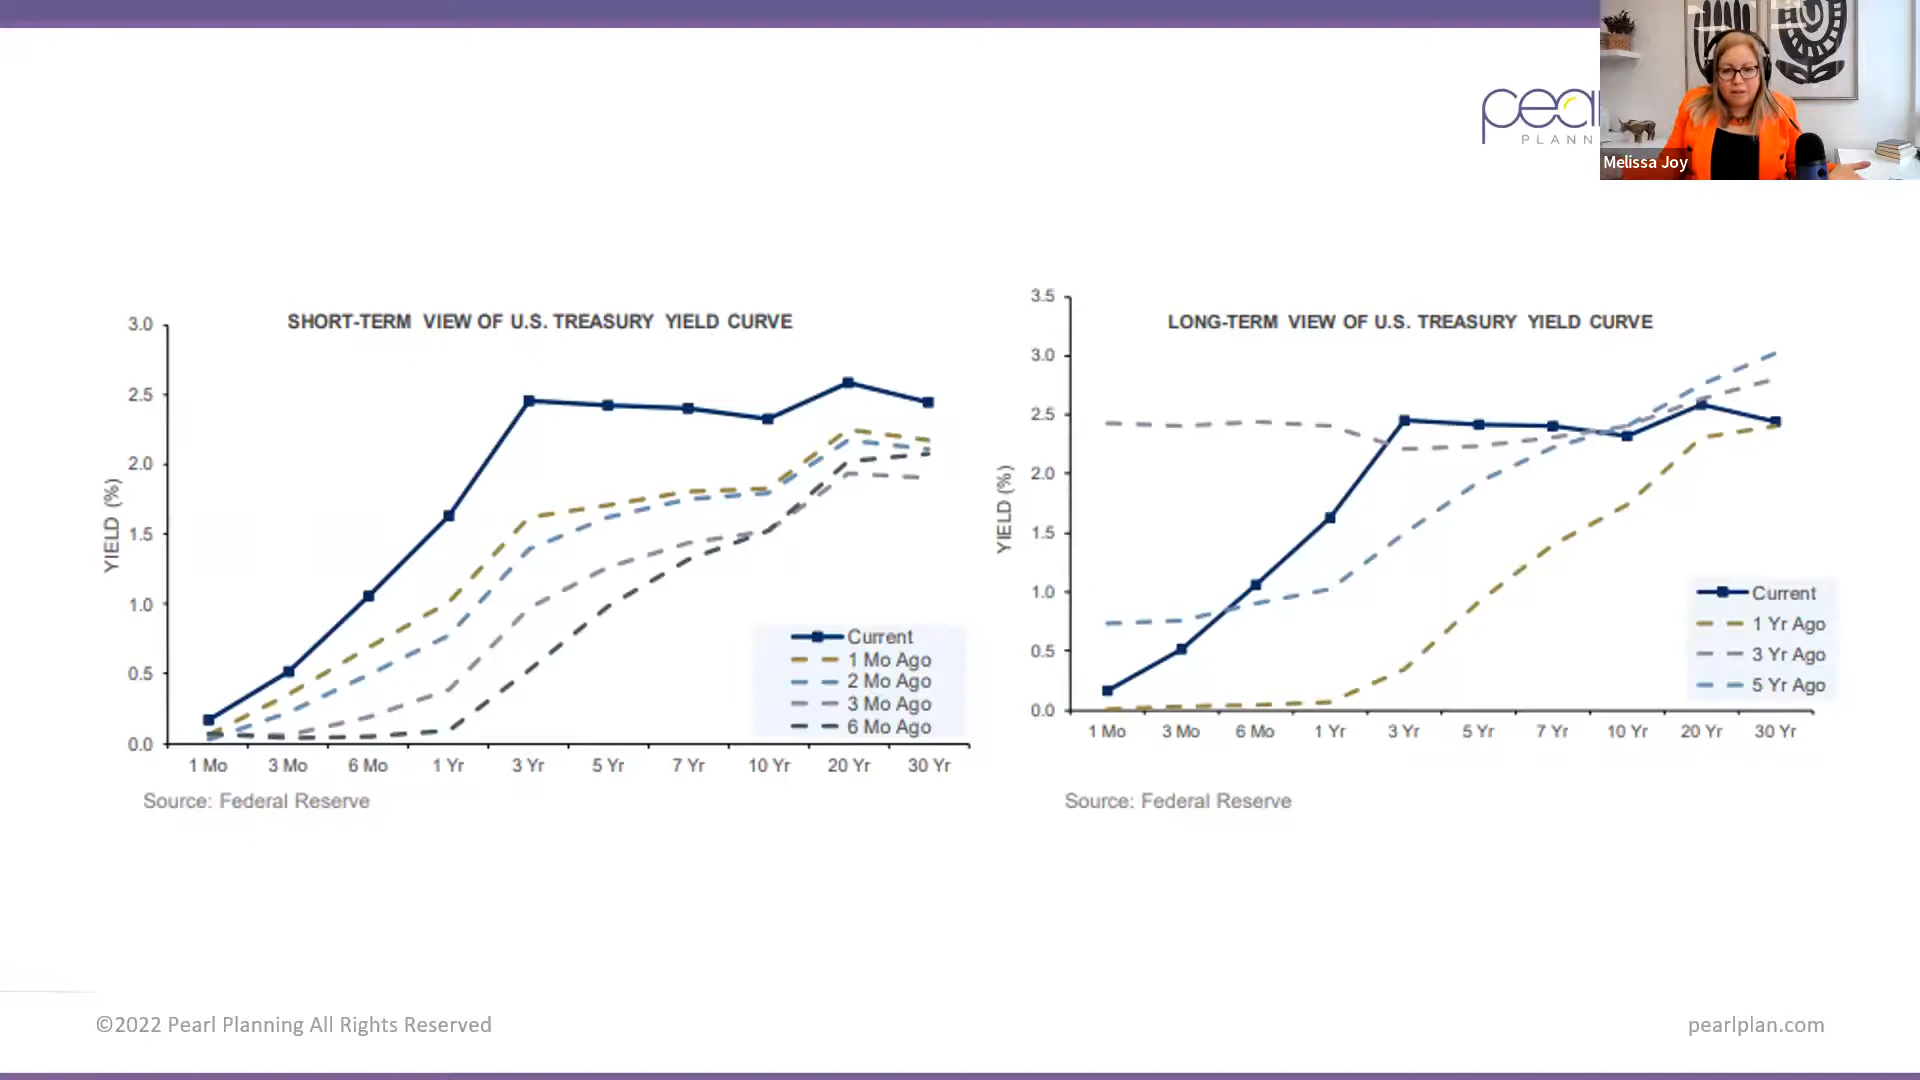 pea
PLANN
Melissa Joy
SHORT-TERM VIEW OF U.S. TREASURY YIELD CURVE
3.0
2.5
2.0
1.5
1.0
0.5
0.0
YIELD (%)
1 Mo 3 Mo 6 Mo 1 Yr 3 Yr 5 Yr 7 Yr 10 Yr 20 Yr 30 Yr
Current
1 Mo Ago
2 Mo Ago
3 Mo Ago
6 Mo Ago
Source: Federal Reserve
LONG-TERM VIEW OF U.S. TREASURY YIELD CURVE
3.5
3.0
2.5
2.0
1.5
1.0
0.5
0.0
YIELD (%)
1 Mo 3 Mo 6 Mo 1 Yr 3 Yr 5 Yr 7 Yr 10 Yr 20 Yr 30 Yr
Current
1 Yr Ago
3 Yr Ago
5 Yr Ago
Source: Federal Reserve
©2022 Pearl Planning All Rights Reserved
pearlplan.com